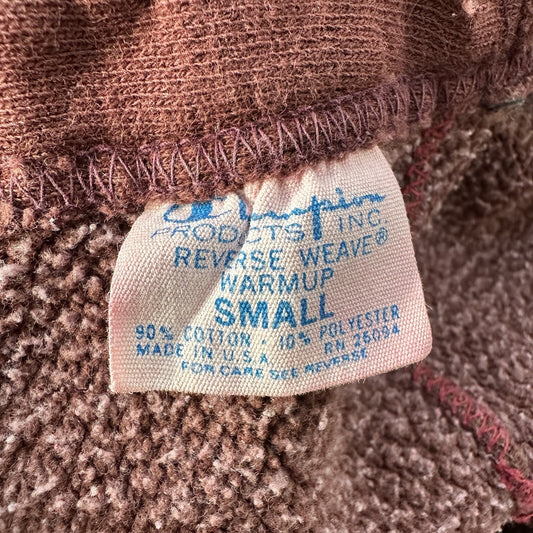 Champion
PRODUCTS INC.
REVERSE WEAVE®
WARMUP
SMALL
90% COTTON - 10% POLYESTER
MADE IN U.S.A. RN 26094
FOR CARE SEE REVERSE